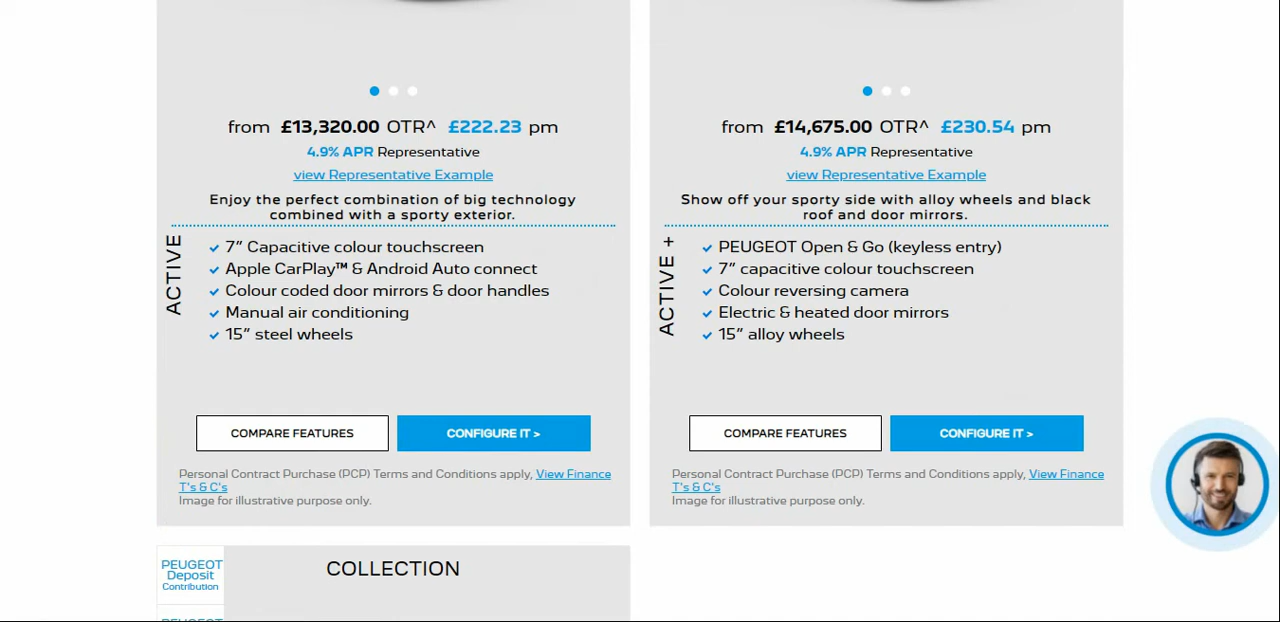 from £13,320.00 OTR^ £222.23 pm
4.9% APR Representative
view Representative Example
Enjoy the perfect combination of big technology
combined with a sporty exterior.
ACTIVE
7” Capacitive colour touchscreen
Apple CarPlay™ & Android Auto connect
Colour coded door mirrors & door handles
Manual air conditioning
15” steel wheels
COMPARE FEATURES
CONFIGURE IT >
Personal Contract Purchase (PCP) Terms and Conditions apply, View Finance
T's & C's
Image for illustrative purpose only.
from £14,675.00 OTR^ £230.54 pm
4.9% APR Representative
view Representative Example
Show off your sporty side with alloy wheels and black
roof and door mirrors.
ACTIVE +
PEUGEOT Open & Go (keyless entry)
7” capacitive colour touchscreen
Colour reversing camera
Electric & heated door mirrors
15” alloy wheels
COMPARE FEATURES
CONFIGURE IT >
Personal Contract Purchase (PCP) Terms and Conditions apply, View Finance
T's & C's
Image for illustrative purpose only.
PEUGEOT
Deposit
Contribution
COLLECTION